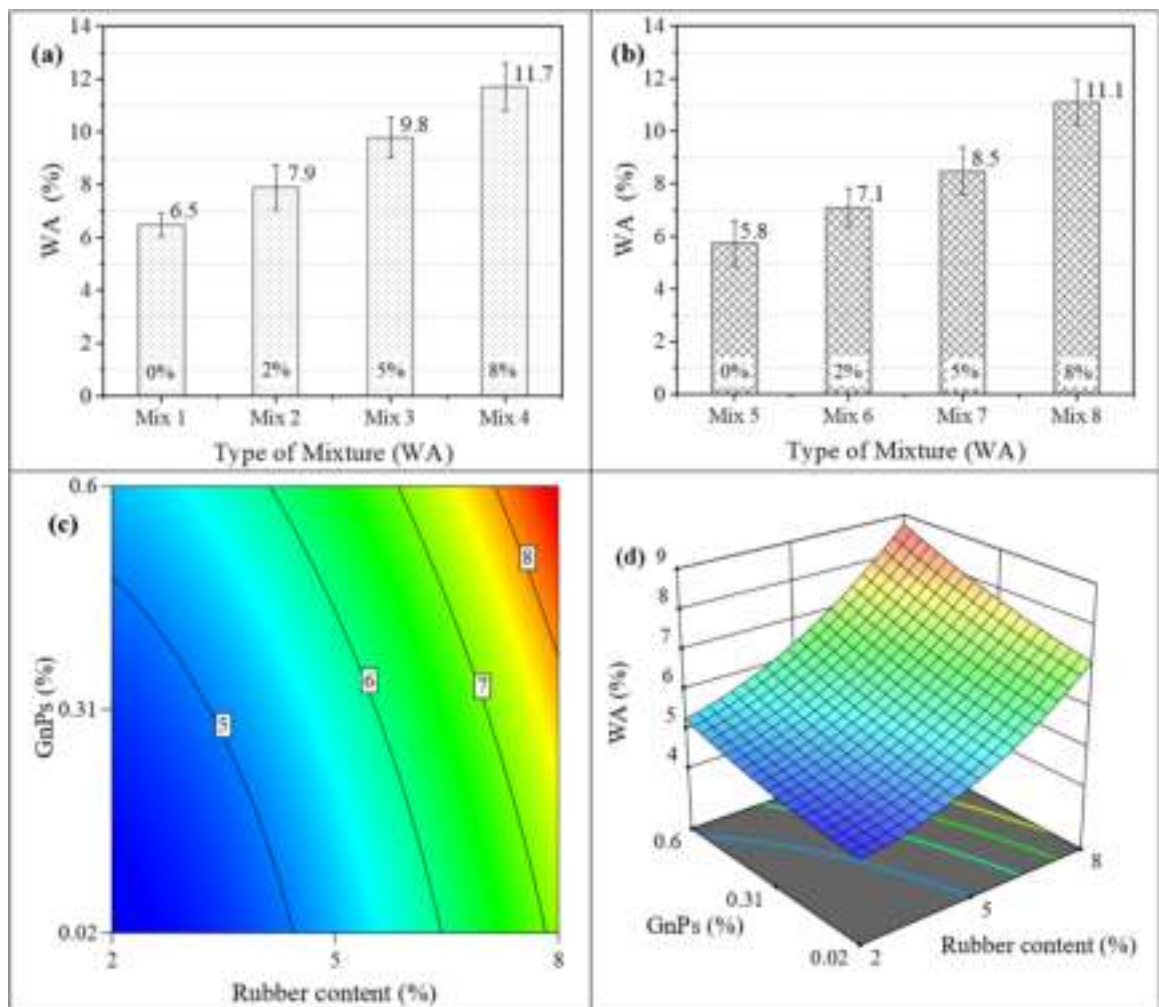 (a)
14
12
10
8
6
4
2
0
WA (%)
6.5
7.9
9.8
11.7
0%
2%
5%
8%
Mix 1
Mix 2
Mix 3
Mix 4
Type of Mixture (WA)
(b)
14
12
10
8
6
4
2
0
WA (%)
5.8
7.1
8.5
11.1
0%
2%
5%
8%
Mix 5
Mix 6
Mix 7
Mix 8
Type of Mixture (WA)
(c)
0.6
0.31
0.02
GnPs (%)
5
6
7
8
2
5
8
Rubber content (%)
(d)
9
8
7
6
5
4
WA (%)
0.6
0.31
0.02
GnPs (%)
2
5
8
Rubber content (%)